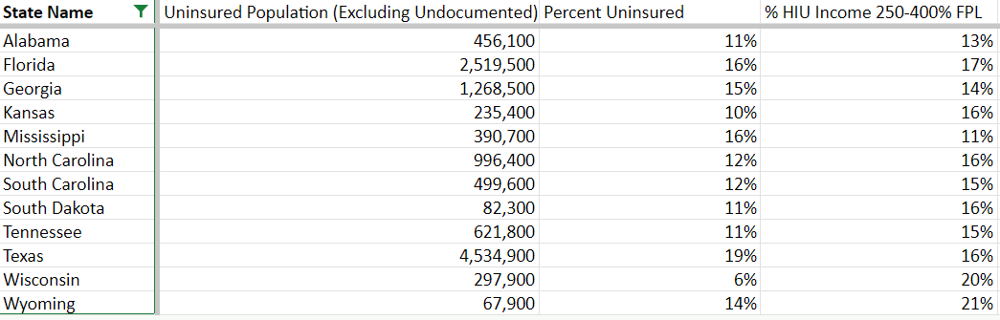 State Name Uninsured Population (Excluding Undocumented) Percent Uninsured % HIU Income 250-400% FPL
Alabama 456,100 11% 13%
Florida 2,519,500 16% 17%
Georgia 1,268,500 15% 14%
Kansas 235,400 10% 16%
Mississippi 390,700 16% 11%
North Carolina 996,400 12% 16%
South Carolina 499,600 12% 15%
South Dakota 82,300 11% 16%
Tennessee 621,800 11% 15%
Texas 4,534,900 19% 16%
Wisconsin 297,900 6% 20%
Wyoming 67,900 14% 21%